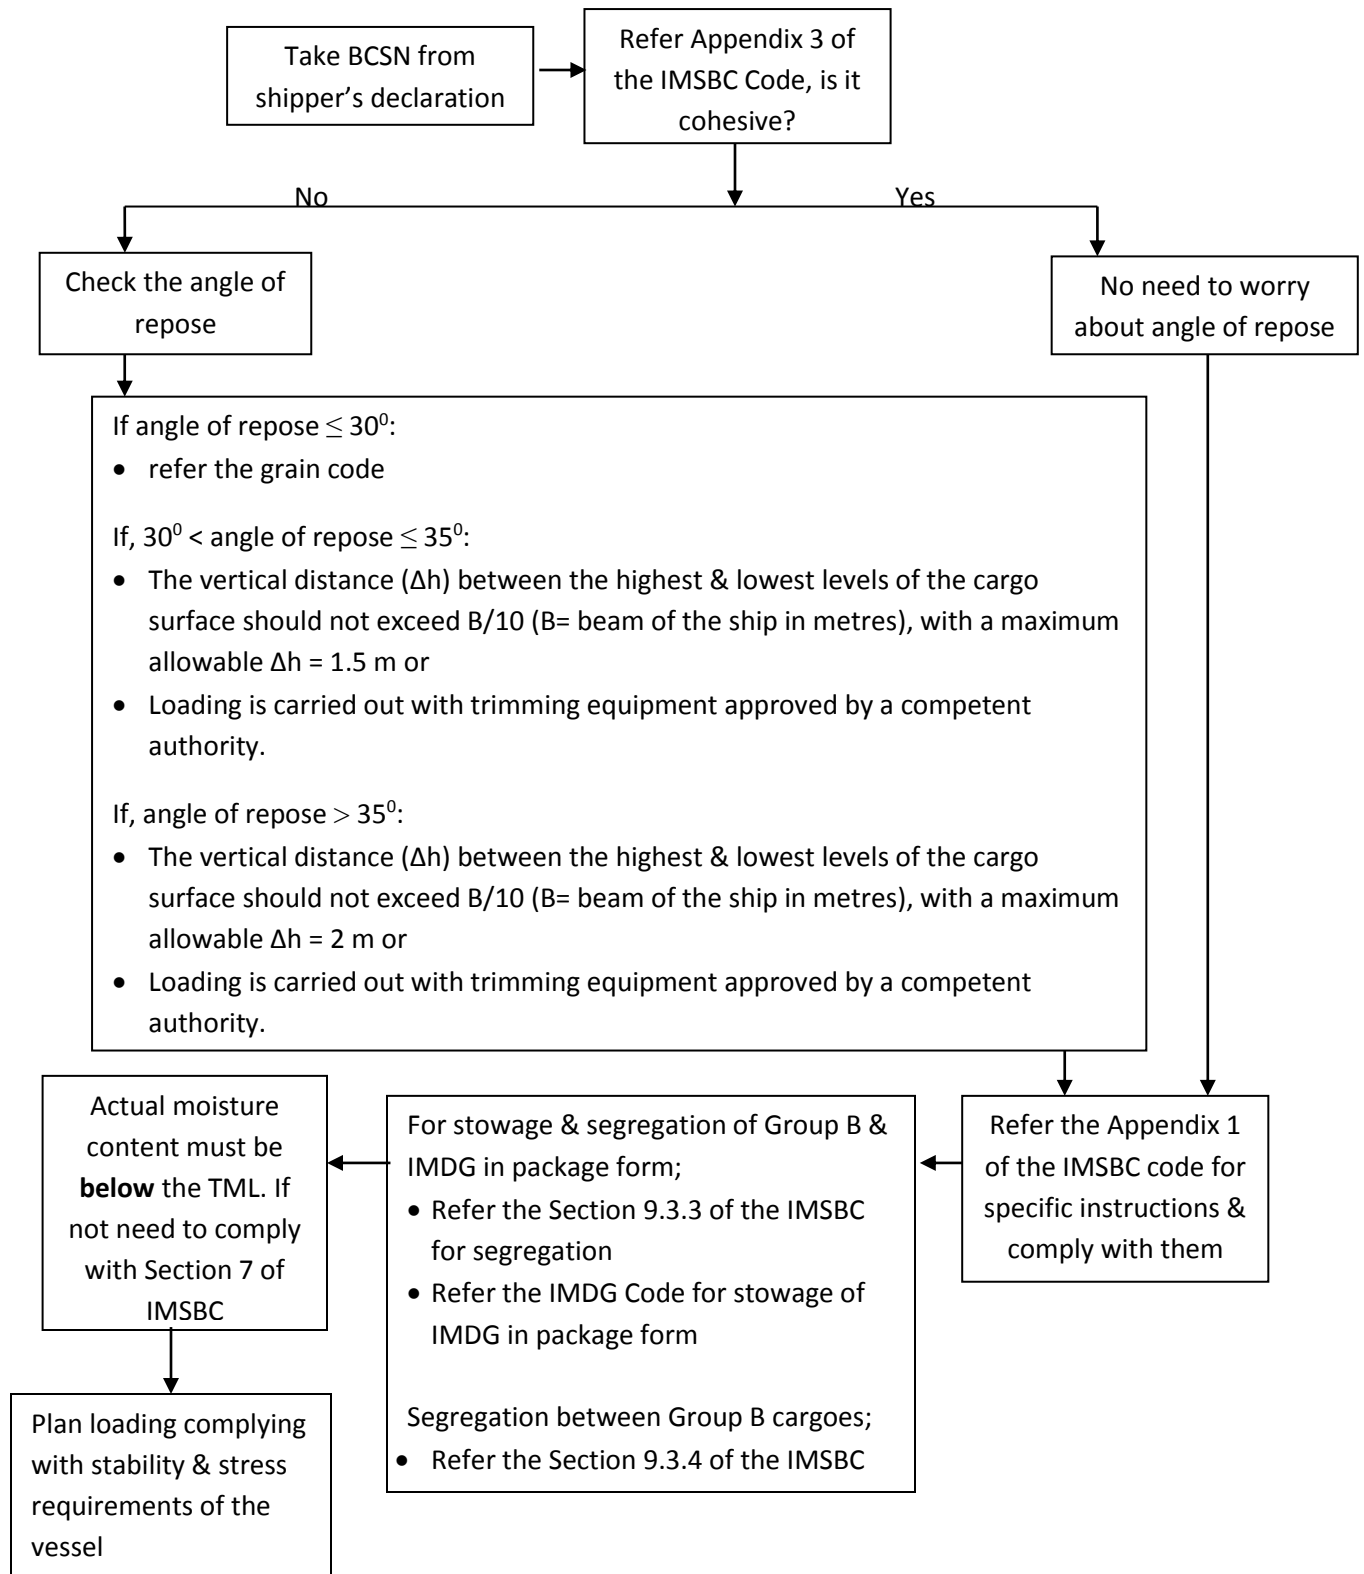 Take BCSN from
shipper’s declaration
Refer Appendix 3 of
the IMSBC Code, is it
cohesive?
No
Yes
Check the angle of
repose
No need to worry
about angle of repose
If angle of repose ≤ 30⁰:
• refer the grain code
If, 30⁰ < angle of repose ≤ 35⁰:
• The vertical distance (Δh) between the highest & lowest levels of the cargo
surface should not exceed B/10 (B= beam of the ship in metres), with a maximum
allowable Δh = 1.5 m or
• Loading is carried out with trimming equipment approved by a competent
authority.
If, angle of repose > 35⁰:
• The vertical distance (Δh) between the highest & lowest levels of the cargo
surface should not exceed B/10 (B= beam of the ship in metres), with a maximum
allowable Δh = 2 m or
• Loading is carried out with trimming equipment approved by a competent
authority.
Refer the Appendix 1
of the IMSBC code for
specific instructions &
comply with them
For stowage & segregation of Group B &
IMDG in package form;
• Refer the Section 9.3.3 of the IMSBC
for segregation
• Refer the IMDG Code for stowage of
IMDG in package form
Segregation between Group B cargoes;
• Refer the Section 9.3.4 of the IMSBC
Actual moisture
content must be
below the TML. If
not need to comply
with Section 7 of
IMSBC
Plan loading complying
with stability & stress
requirements of the
vessel